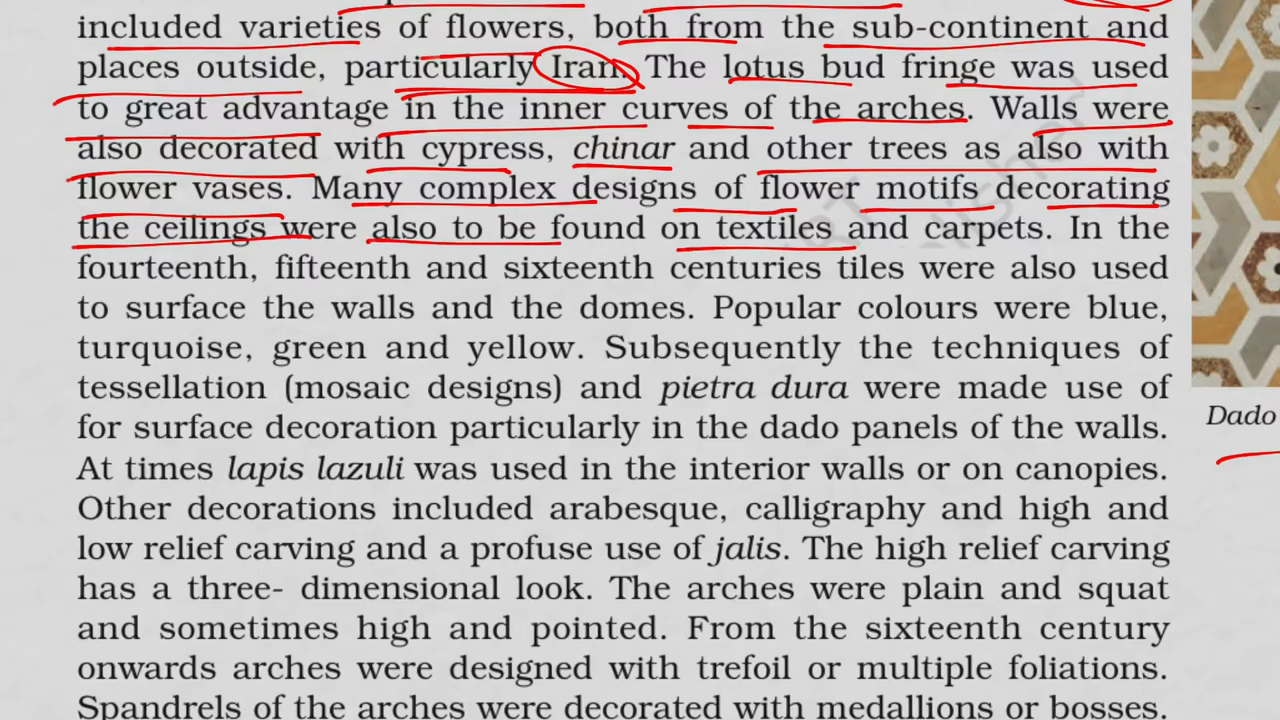 included varieties of flowers, both from the sub-continent and
places outside, particularly Iran. The lotus bud fringe was used
to great advantage in the inner curves of the arches. Walls were
also decorated with cypress, chinar and other trees as also with
flower vases. Many complex designs of flower motifs decorating
the ceilings were also to be found on textiles and carpets. In the
fourteenth, fifteenth and sixteenth centuries tiles were also used
to surface the walls and the domes. Popular colours were blue,
turquoise, green and yellow. Subsequently the techniques of
tessellation (mosaic designs) and pietra dura were made use of
for surface decoration particularly in the dado panels of the walls.
At times lapis lazuli was used in the interior walls or on canopies.
Other decorations included arabesque, calligraphy and high and
low relief carving and a profuse use of jalis. The high relief carving
has a three- dimensional look. The arches were plain and squat
and sometimes high and pointed. From the sixteenth century
onwards arches were designed with trefoil or multiple foliations.
Spandrels of the arches were decorated with medallions or bosses.
Dado